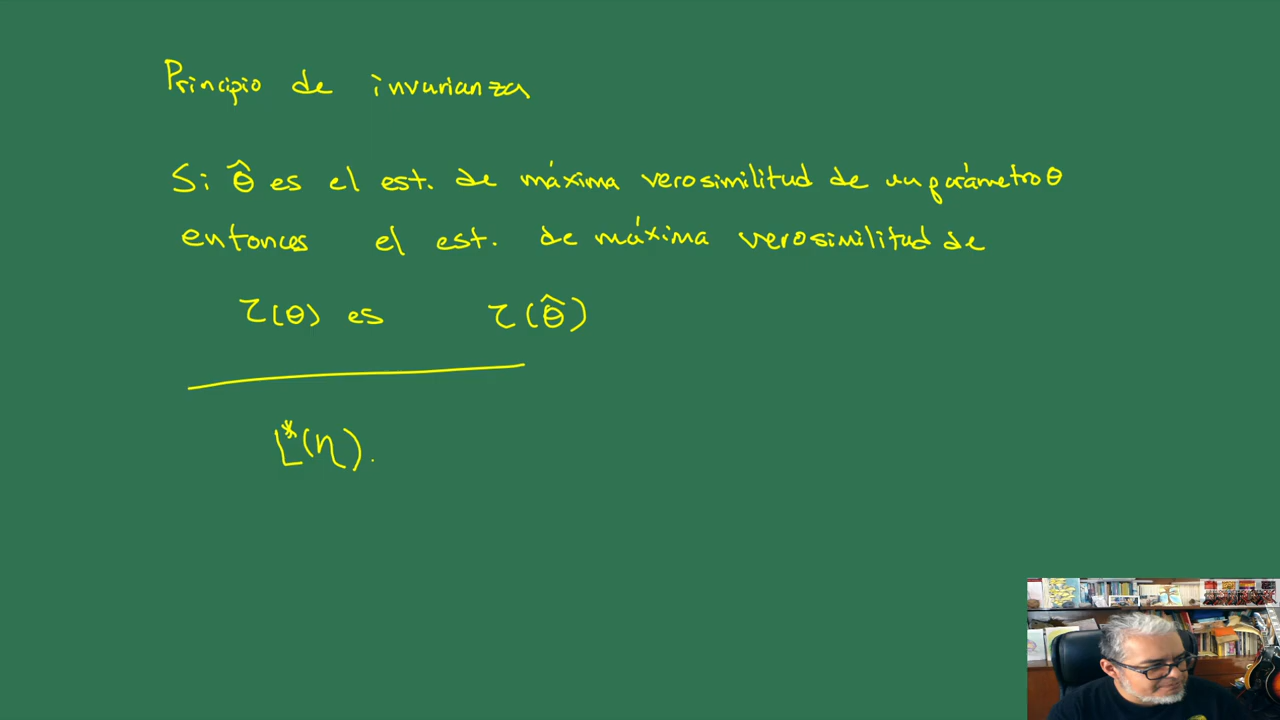 Principio de invarianza
Si θ̂ es el est. de máxima verosimilitud de un parámetro θ
entonces el est. de máxima verosimilitud de
τ(θ) es τ(θ̂)
L*(η).